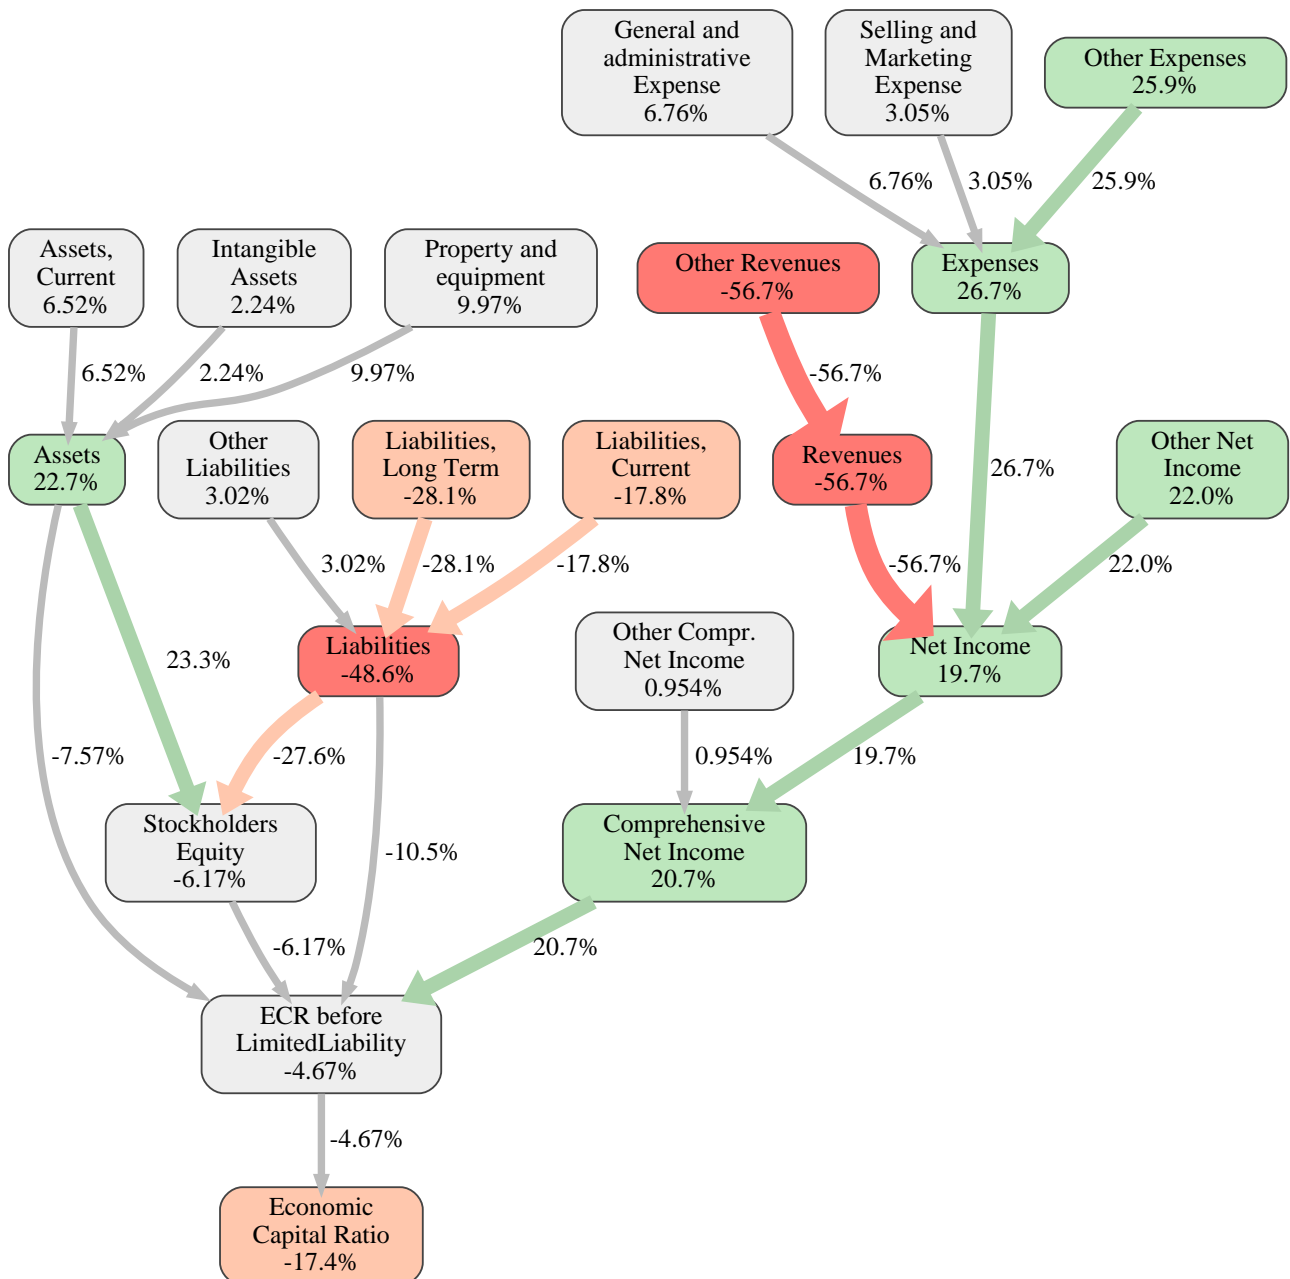 General and
administrative
Expense
6.76%
Selling and
Marketing
Expense
3.05%
Other Expenses
25.9%
6.76%
3.05%
25.9%
Assets,
Current
6.52%
Intangible
Assets
2.24%
Property and
equipment
9.97%
Other Revenues
-56.7%
Expenses
26.7%
6.52%
2.24%
9.97%
-56.7%
Assets
22.7%
Other
Liabilities
3.02%
Liabilities,
Long Term
-28.1%
Liabilities,
Current
-17.8%
Revenues
-56.7%
26.7%
Other Net
Income
22.0%
3.02%
-28.1%
-17.8%
-56.7%
22.0%
23.3%
Liabilities
-48.6%
Other Compr.
Net Income
0.954%
Net Income
19.7%
-7.57%
-27.6%
0.954%
19.7%
Stockholders
Equity
-6.17%
-10.5%
Comprehensive
Net Income
20.7%
-6.17%
20.7%
ECR before
LimitedLiability
-4.67%
-4.67%
Economic
Capital Ratio
-17.4%